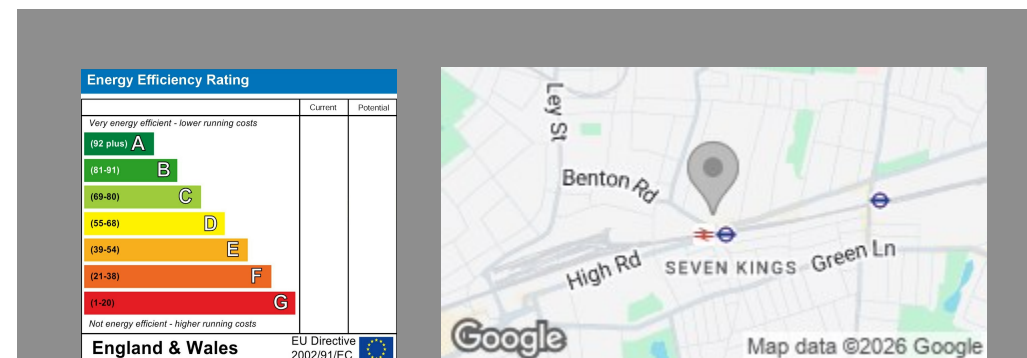 Energy Efficiency Rating
Current Potential
Very energy efficient - lower running costs
(92 plus) A
(81-91) B
(69-80) C
(55-68) D
(39-54) E
(21-38) F
(1-20) G
Not energy efficient - higher running costs
England & Wales
EU Directive
2002/91/EC
Ley St
Benton Rd
High Rd
SEVEN KINGS
Green Ln
Google
Map data ©2026 Google